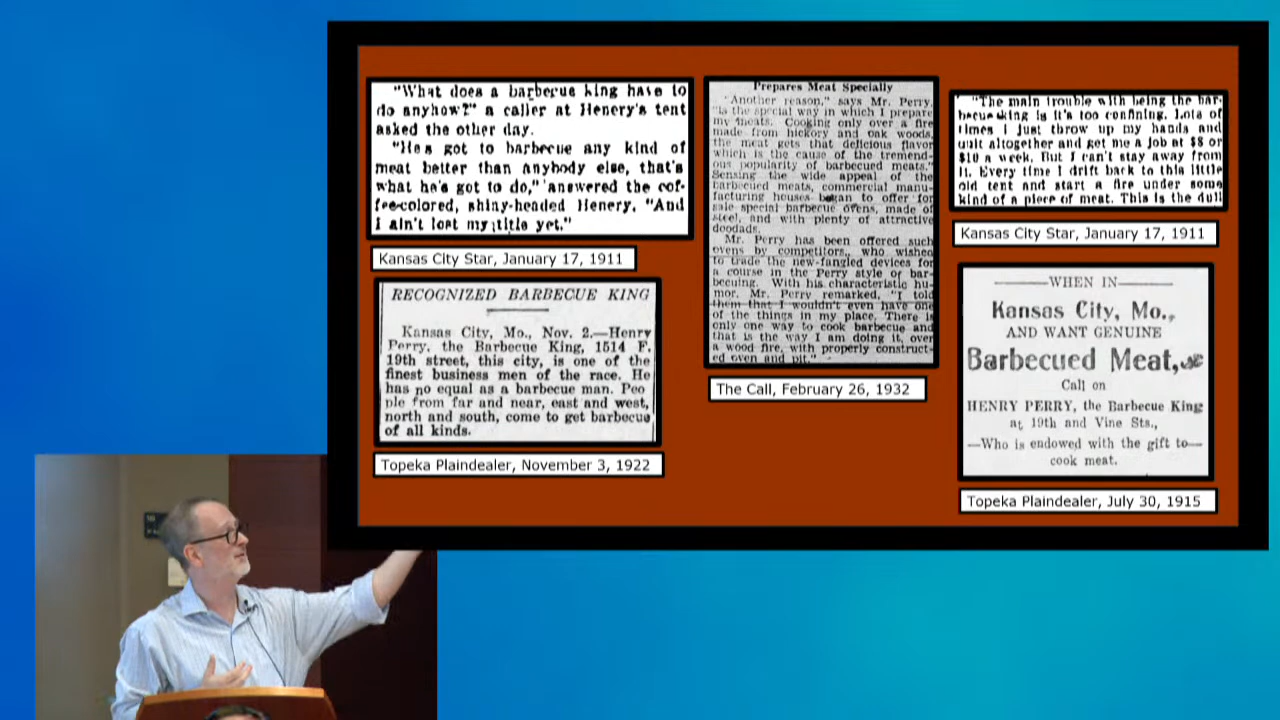 "What does a barbecue king have to
do anyhow?" a caller at Henery's tent
asked the other day.
"He's got to barbecue any kind of
meat better than anybody else, that's
what he's got to do," answered the cof-
fee-colored, shiny-headed Henery. "And
I ain't lost my title yet."
Kansas City Star, January 17, 1911
RECOGNIZED BARBECUE KING
Kansas City, Mo., Nov. 2.—Henry
Perry, the Barbecue King, 1514 E.
19th street, this city, is one of the
finest business men of the race. He
has no equal as a barbecue man. Peo
ple from far and near, east and west,
north and south, come to get barbecue
of all kinds.
Topeka Plaindealer, November 3, 1922
Prepares Meat Specially
"Another reason," says Mr. Perry,
"is the special way in which I prepare
my meats. Cooking only over a fire
made from hickory and oak woods,
the meat gets that delicious flavor
which is the cause of the tremend-
ous popularity of barbecued meats."
Sensing the wide appeal of the
barbecued meats, commercial manu-
facturing houses began to offer for
sale special barbecue ovens, made of
steel, and with plenty of attractive
doodads.
Mr. Perry has been offered such
ovens by competitors, who wished
to trade the new-fangled devices for
a course in the Perry style of bar-
becuing. With his characteristic hu-
mor, Mr. Perry remarked, "I told
them that I wouldn't even have one
of the things in my place. There is
only one way to cook barbecue and
that is the way I am doing it, over
a wood fire, with properly construct-
ed oven and pit."
The Call, February 26, 1932
"The main trouble with being the bar-
becue king is it's too confining. Lots of
times I just throw up my hands and
quit altogether and get me a job at $8 or
$10 a week. But I can't stay away from
it. Every time I drift back to this little
old tent and start a fire under some
kind of a piece of meat. This is the dull
Kansas City Star, January 17, 1911
WHEN IN
Kansas City, Mo.,
AND WANT GENUINE
Barbecued Meat,
Call on
HENRY PERRY, the Barbecue King
at 19th and Vine Sts.,
—Who is endowed with the gift to—
cook meat.
Topeka Plaindealer, July 30, 1915